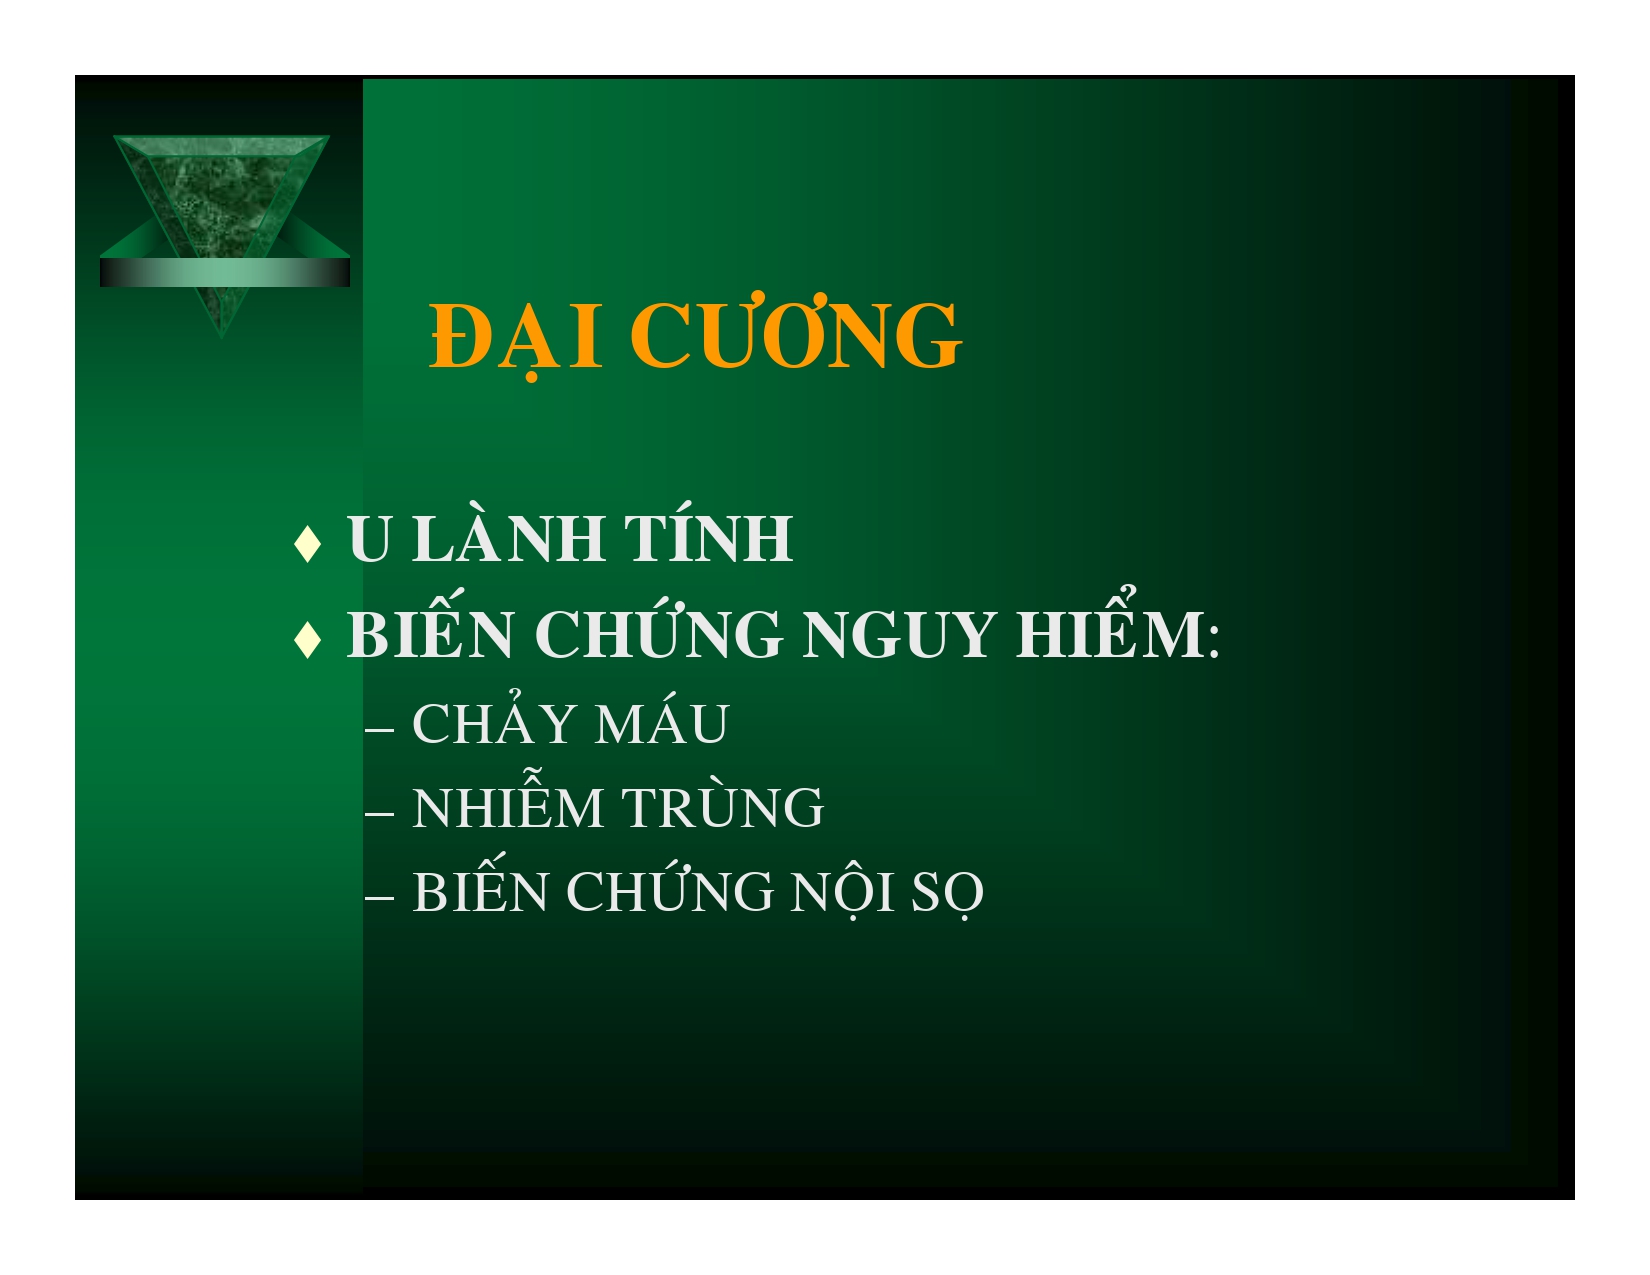 ĐẠI CƯƠNG
♦ U LÀNH TÍNH
♦ BIẾN CHỨNG NGUY HIỂM:
– CHẢY MÁU
– NHIỄM TRÙNG
– BIẾN CHỨNG NỘI SỌ